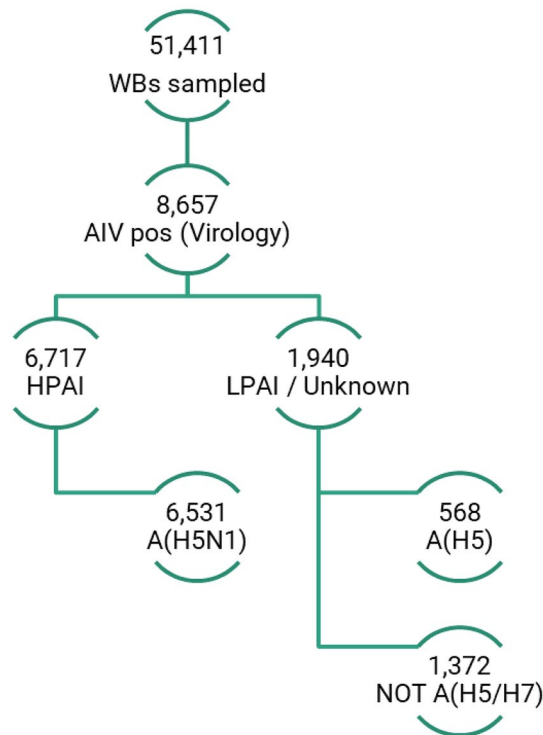 51,411
WBs sampled
8,657
AIV pos (Virology)
6,717
HPAI
1,940
LPAI / Unknown
6,531
A(H5N1)
568
A(H5)
1,372
NOT A(H5/H7)